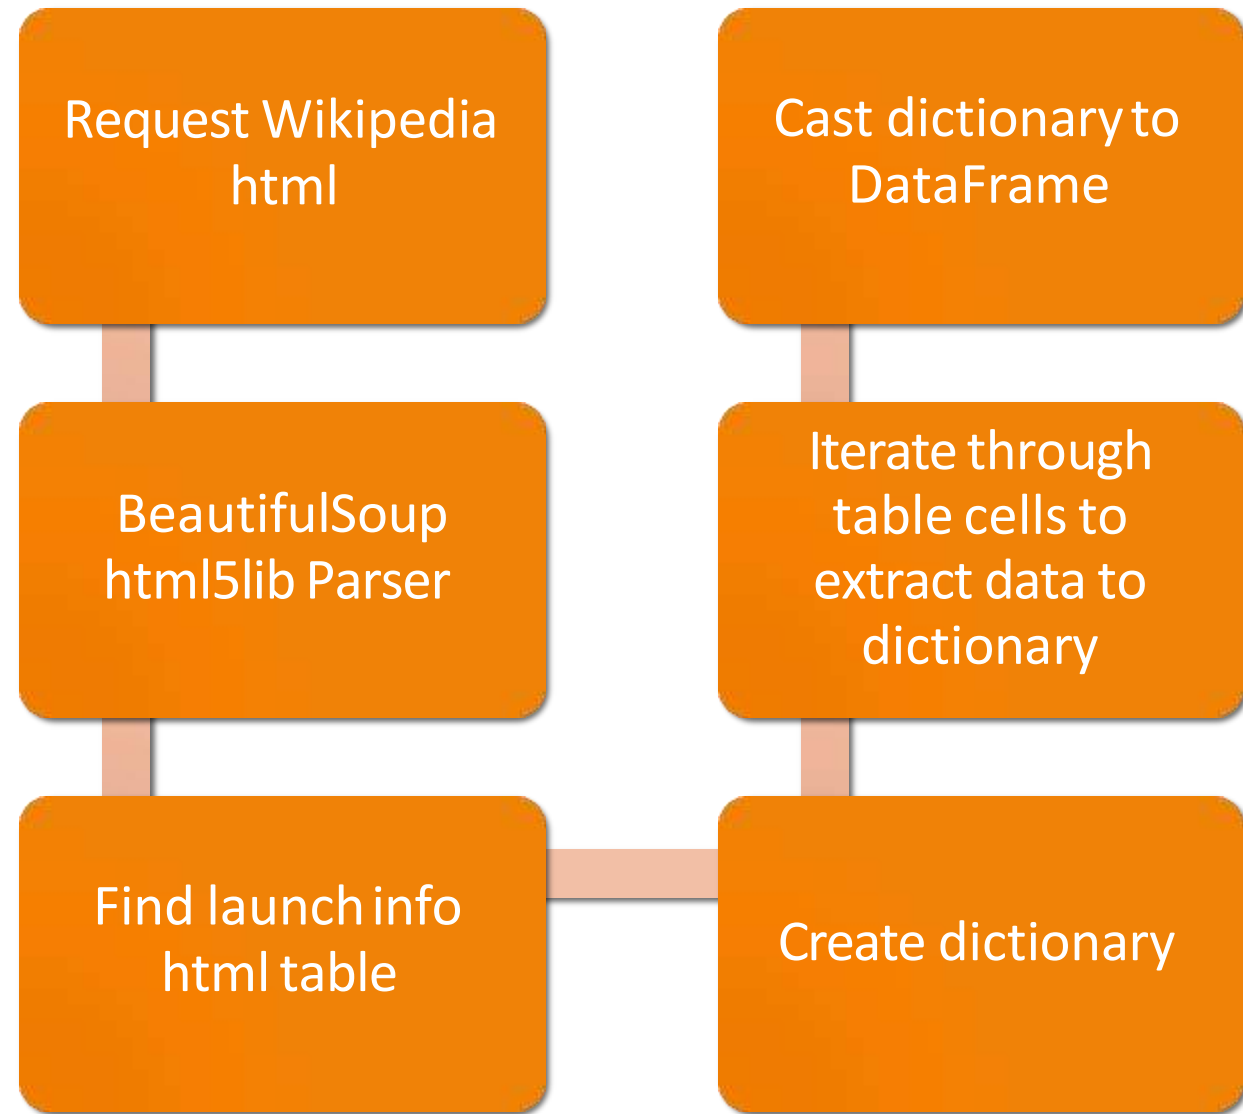 Request Wikipedia
html
BeautifulSoup
html5lib Parser
Find launch info
html table
Create dictionary
Iterate through
table cells to
extract data to
dictionary
Cast dictionary to
DataFrame